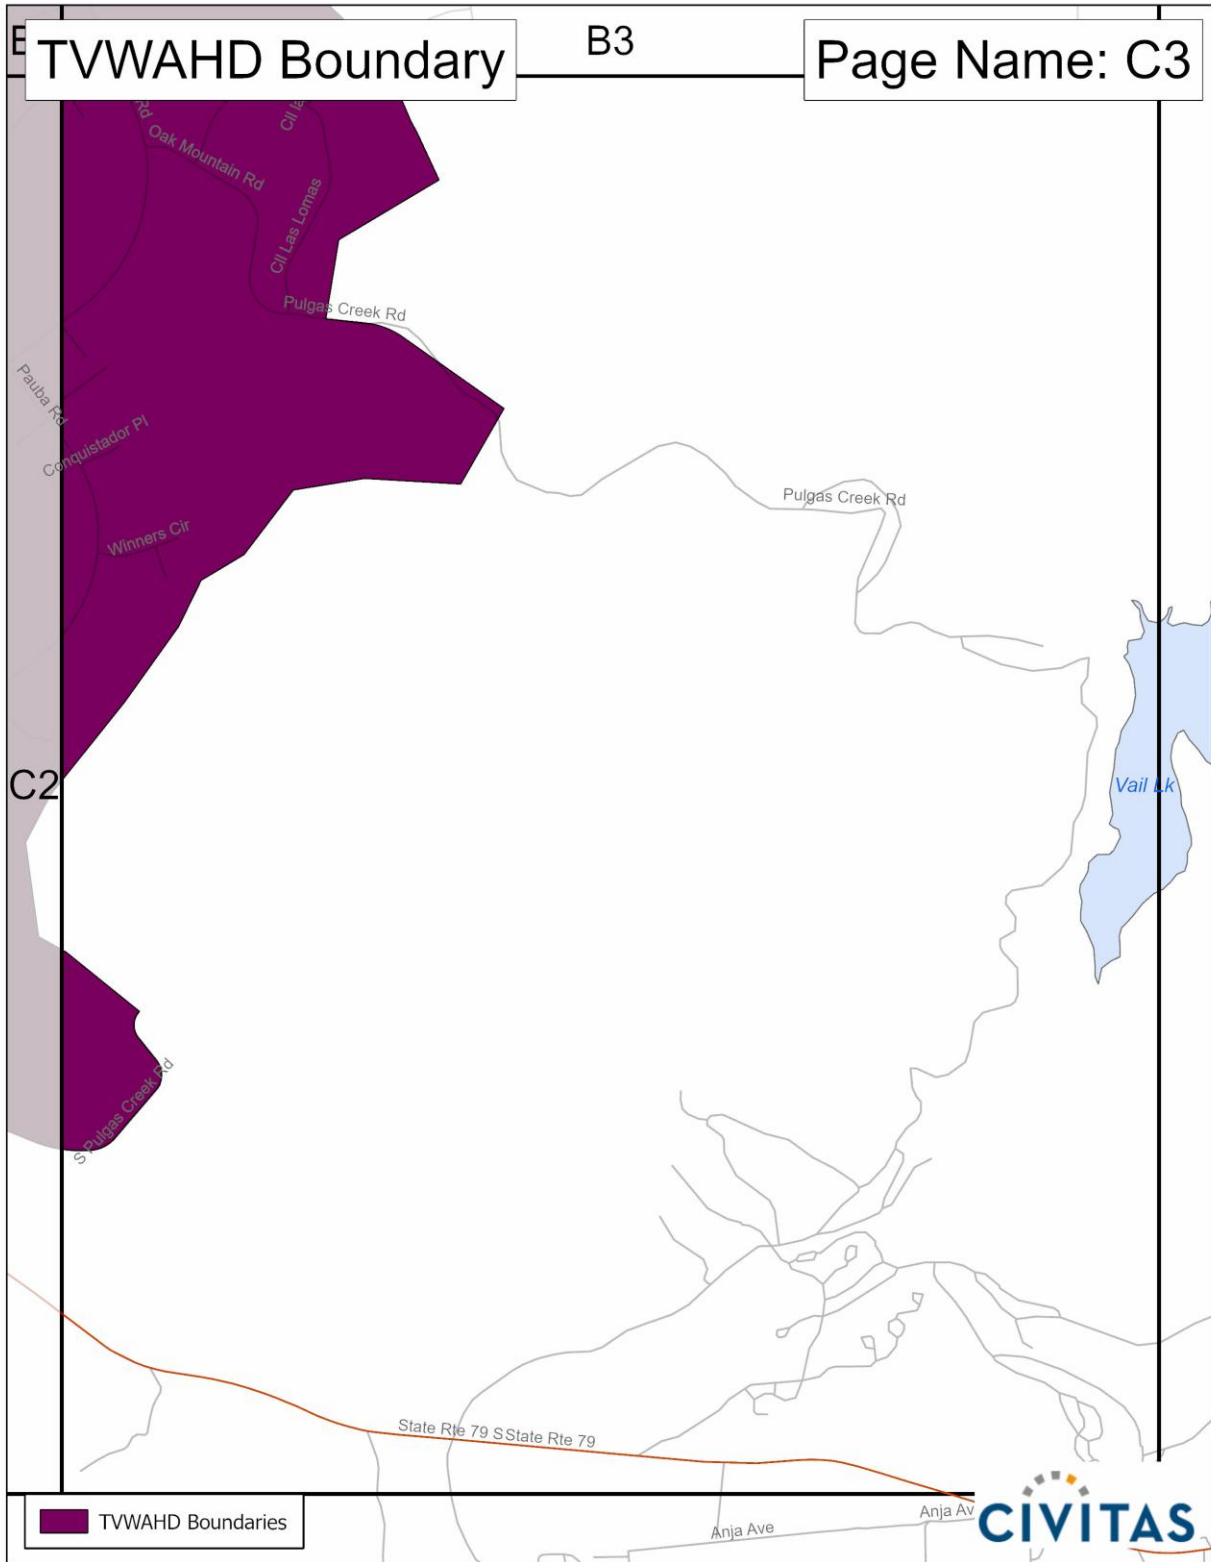 B3
TVWAHD Boundary
Page Name: C3
Rd
Oak Mountain Rd
Cll Las Lomas
Pulgas Creek Rd
Pauba Rd
Conquistador Pl
Winners Cir
Pulgas Creek Rd
C2
Vail Lk
S Pulgas Creek Rd
State Rte 79 S State Rte 79
TVWAHD Boundaries
Anja Ave
Anja Av
CIVITAS